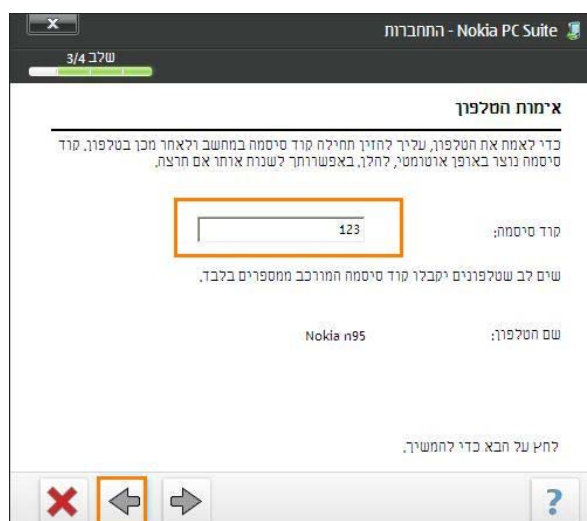 Nokia PC Suite - התחברות
שלב 3/4
אימות הטלפון
כדי לאמת את הטלפון, עליך להזין תחילה קוד סיסמה במחשב ולאחר מכן בטלפון. קוד
סיסמה נוצר באופן אוטומטי, להלן. באפשרותך לשנות אותו אם תרצה.
קוד סיסמה: 123
שים לב שטלפונים יקבלו קוד סיסמה המורכב ממספרים בלבד.
שם הטלפון: Nokia n95
לחץ על הבא כדי להמשיך.
?